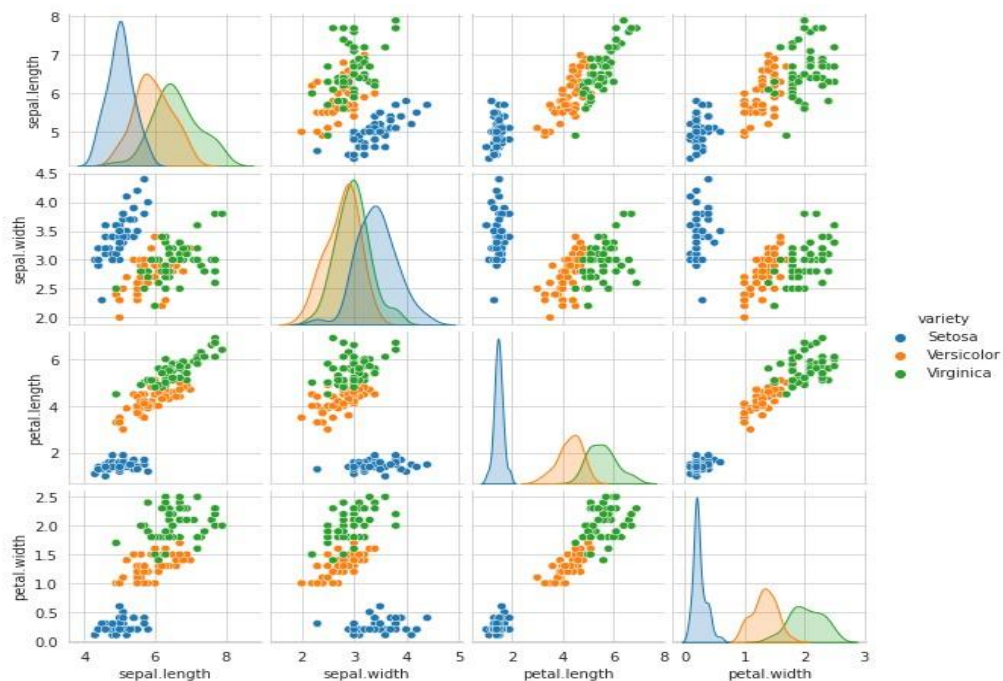 sepal.length
8
7
6
5
sepal.width
4.5
4.0
3.5
3.0
2.5
2.0
petal.length
6
4
2
petal.width
2.5
2.0
1.5
1.0
0.5
0.0
4 6 8
sepal.length
2 3 4 5
sepal.width
2 4 6 8
petal.length
0 1 2 3
petal.width
variety
Setosa
Versicolor
Virginica